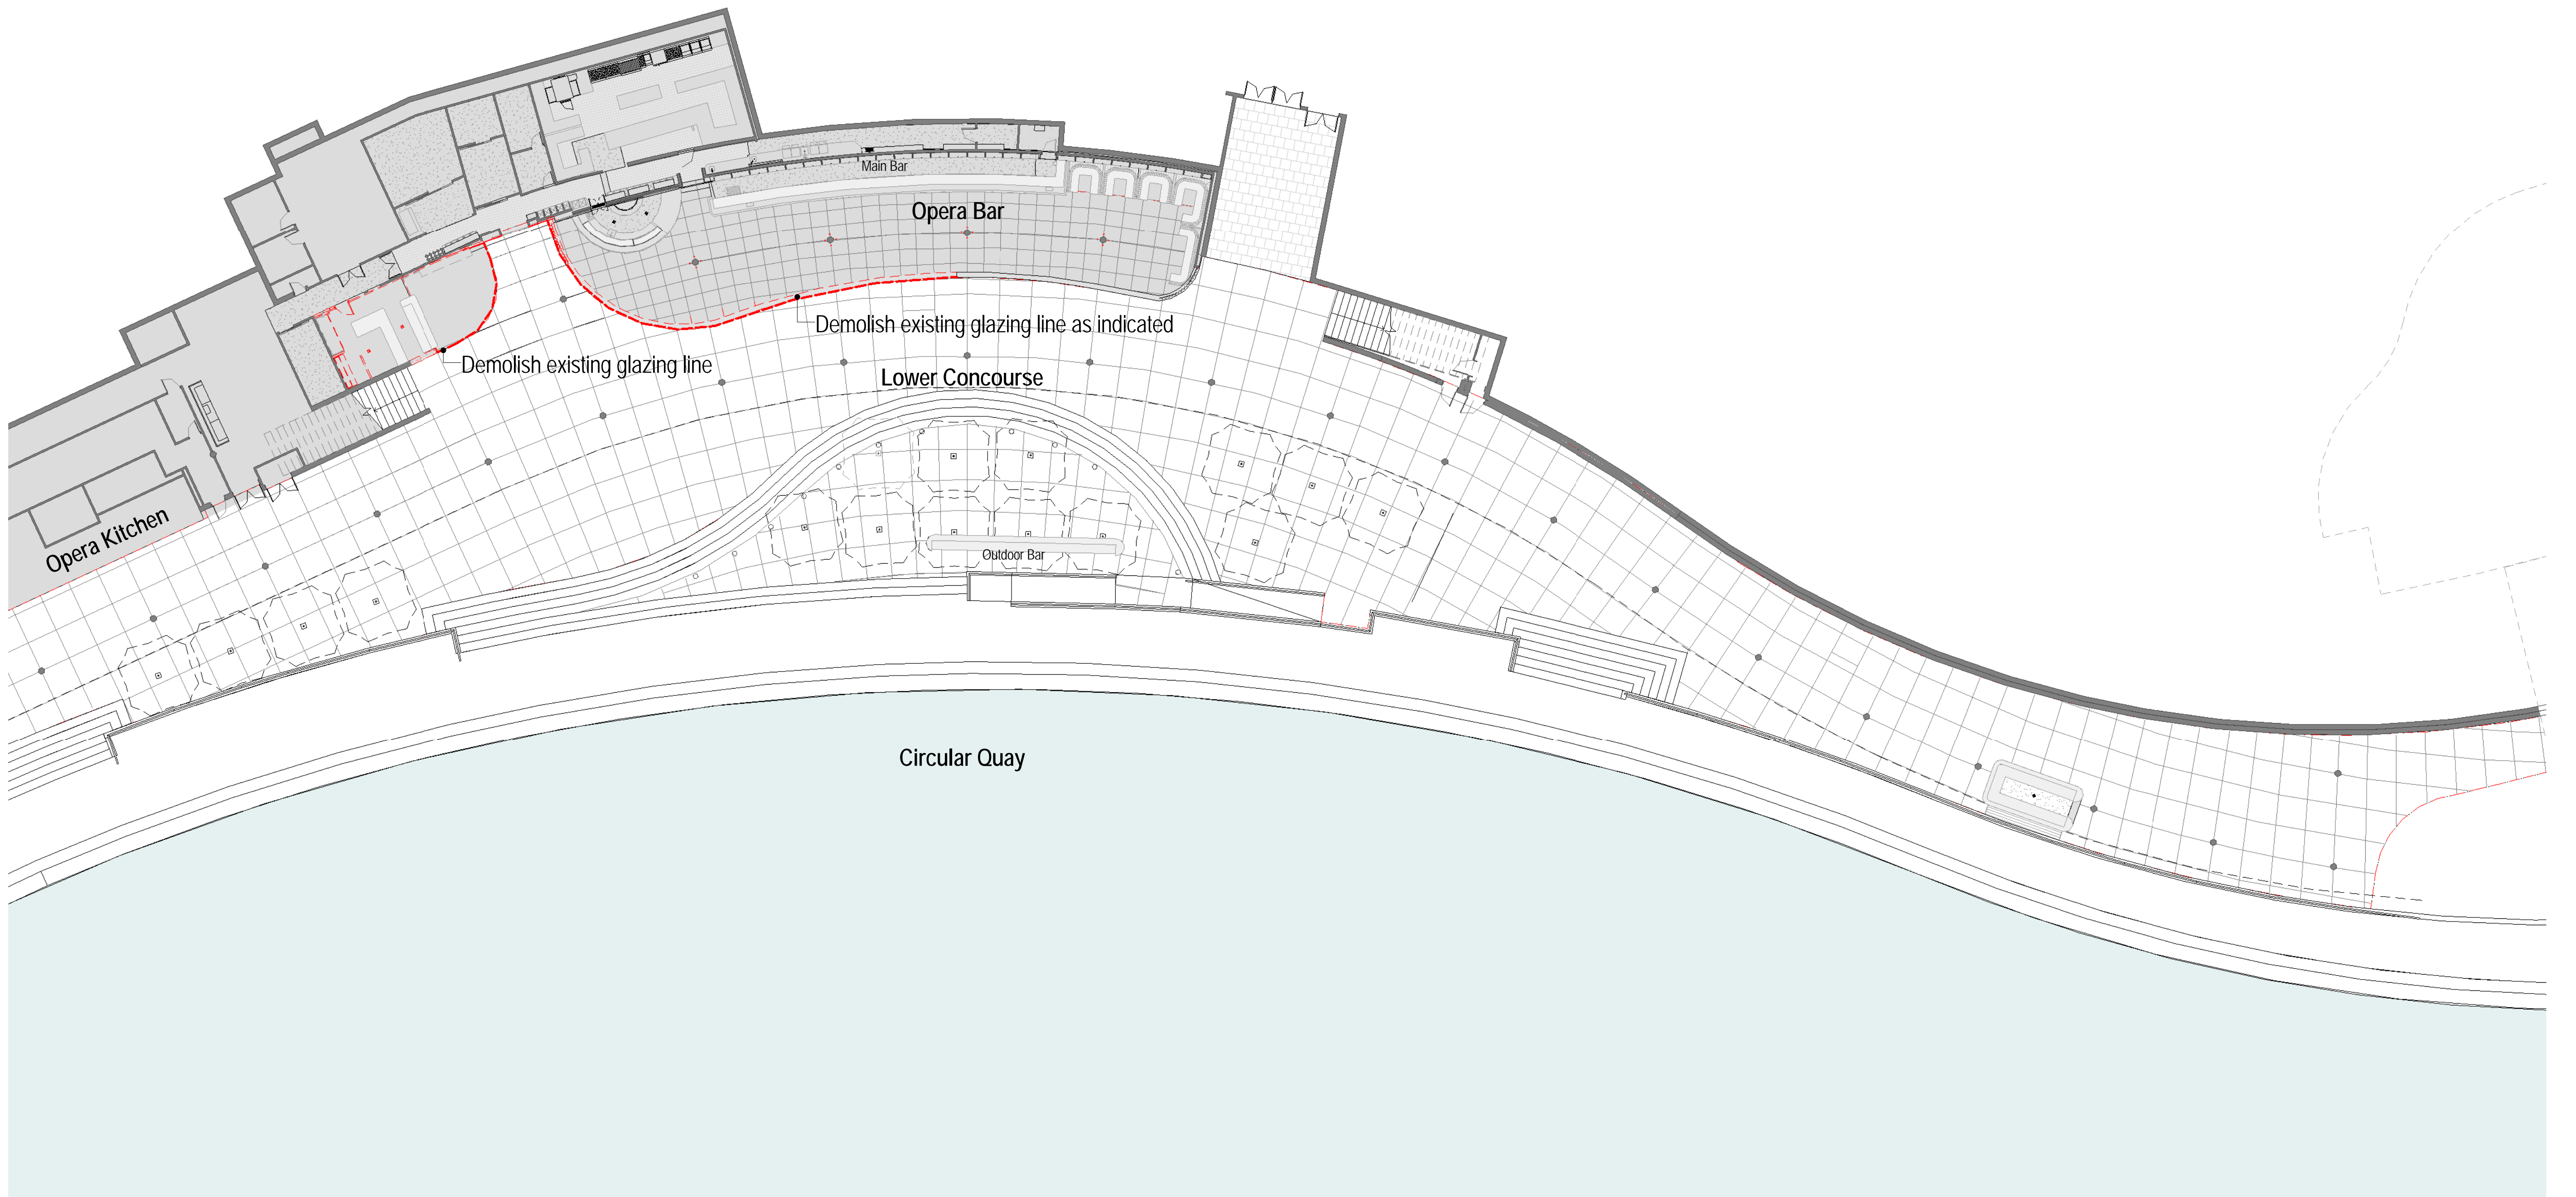 Main Bar
Opera Bar
Demolish existing glazing line as indicated
Demolish existing glazing line
Lower Concourse
Opera Kitchen
Outdoor Bar
Circular Quay